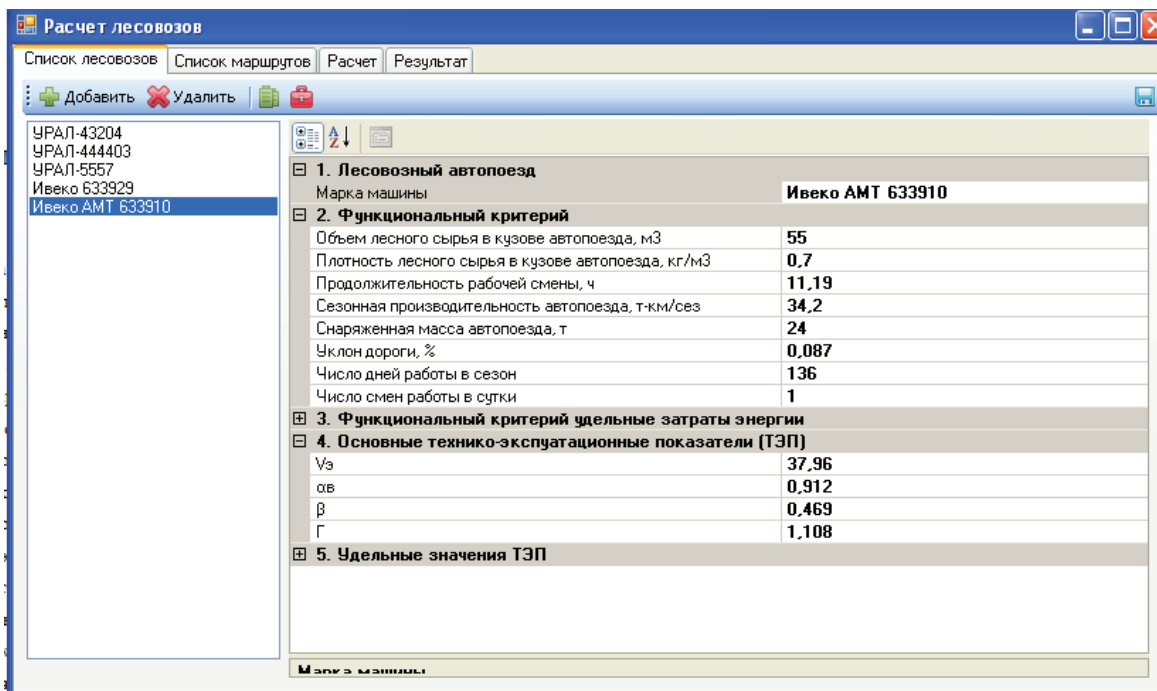 Расчет лесовозов
Список лесовозов Список маршрутов Расчет Результат
Добавить Удалить
УРАЛ-43204
УРАЛ-444403
УРАЛ-5557
Ивеко 633929
Ивеко АМТ 633910
1. Лесовозный автопоезд
Марка машины Ивеко АМТ 633910
2. Функциональный критерий
Объем лесного сырья в кузове автопоезда, м3 55
Плотность лесного сырья в кузове автопоезда, кг/м3 0,7
Продолжительность рабочей смены, ч 11,19
Сезонная производительность автопоезда, т-км/сез 34,2
Снаряженная масса автопоезда, т 24
Уклон дороги, % 0,087
Число дней работы в сезон 136
Число смен работы в сутки 1
3. Функциональный критерий удельные затраты энергии
4. Основные технико-экспуатационные показатели (ТЭП)
Vэ 37,96
αв 0,912
β 0,469
Г 1,108
5. Удельные значения ТЭП
Марка машины